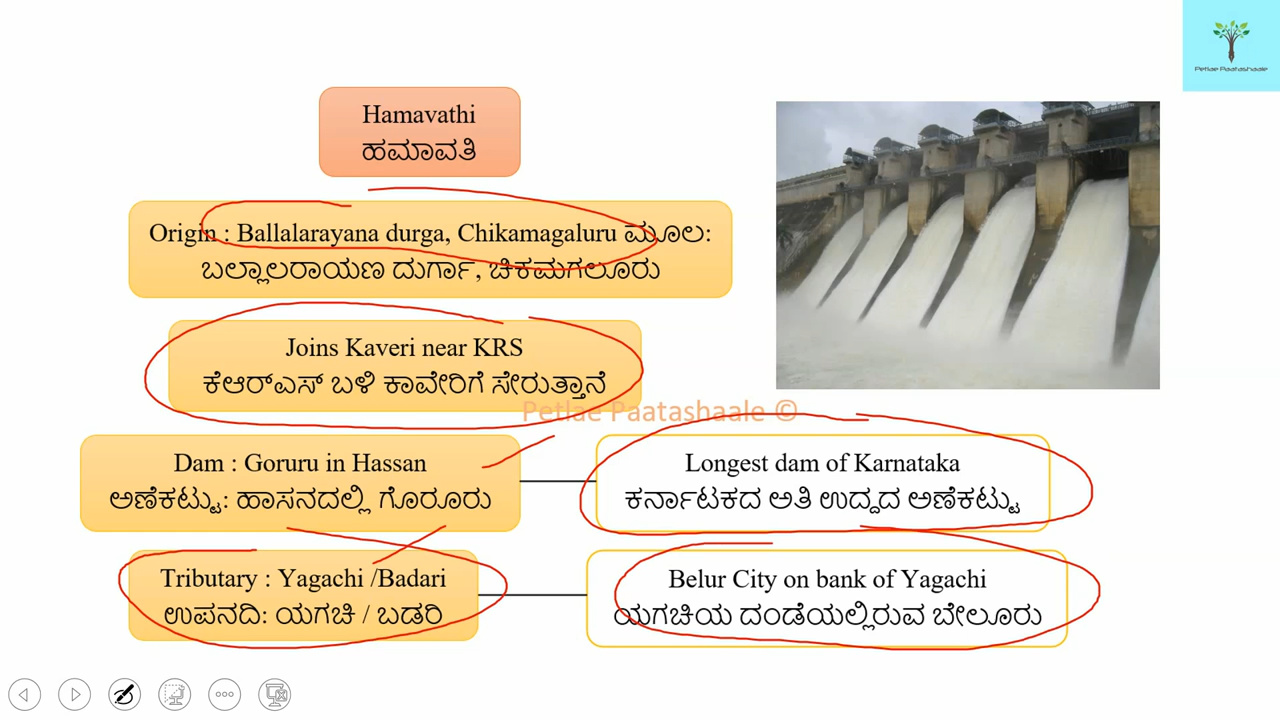 Petlae Paatashaale
Hamavathi
ಹಮಾವತಿ
Origin : Ballalarayana durga, Chikamagaluru ಮೂಲ:
ಬಲ್ಲಾಲರಾಯಣ ದುರ್ಗಾ, ಚಿಕಮಗಲೂರು
Joins Kaveri near KRS
ಕೆಆರ್‌ಎಸ್ ಬಳಿ ಕಾವೇರಿಗೆ ಸೇರುತ್ತಾನೆ
Petlae Paatashaale ©
Dam : Goruru in Hassan
ಅಣೆಕಟ್ಟು: ಹಾಸನದಲ್ಲಿ ಗೊರೂರು
Longest dam of Karnataka
ಕರ್ನಾಟಕದ ಅತಿ ಉದ್ದದ ಅಣೆಕಟ್ಟು
Tributary : Yagachi /Badari
ಉಪನದಿ: ಯಗಚಿ / ಬಡರಿ
Belur City on bank of Yagachi
ಯಗಚಿಯ ದಂಡೆಯಲ್ಲಿರುವ ಬೇಲೂರು